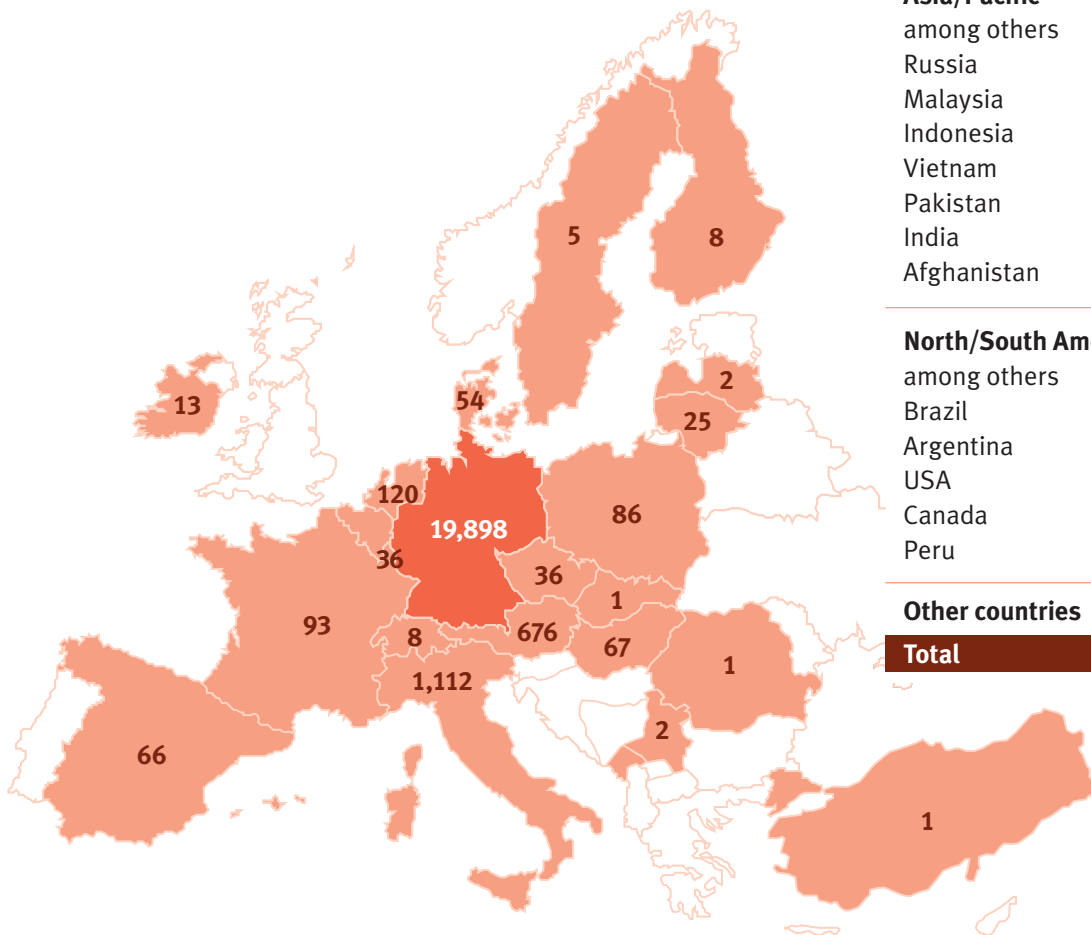 Asia/Pacific
among others
Russia
Malaysia
Indonesia
Vietnam
Pakistan
India
Afghanistan
North/South Am
among others
Brazil
Argentina
USA
Canada
Peru
Other countries
Total
5
8
13
54
2
25
120
19,898
86
36
36
1
93
8
676
67
1
1,112
2
66
1